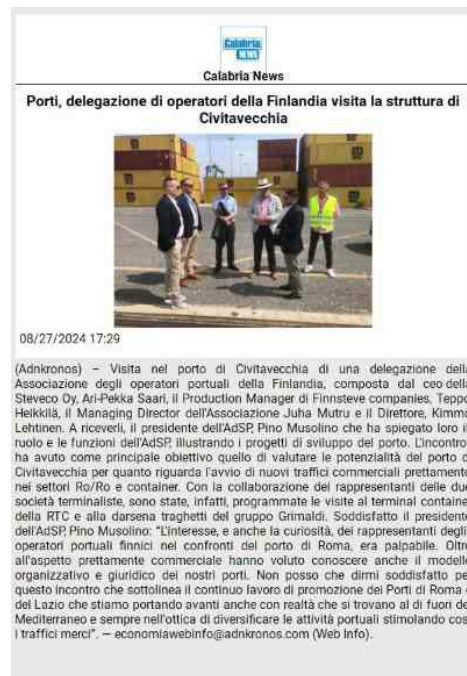 Calabria
NEWS
Calabria News
Porti, delegazione di operatori della Finlandia visita la struttura di
Civitavecchia
08/27/2024 17:29
(Adnkronos) – Visita nel porto di Civitavecchia di una delegazione della
Associazione degli operatori portuali della Finlandia, composta dal ceo della
Steveco Oy, Ari-Pekka Saari, il Production Manager di Finnsteve companies, Teppo
Heikkilä, il Managing Director dell'Associazione Juha Mutru e il Direttore, Kimmo
Lehtinen. A riceverli, il presidente dell'AdSP, Pino Musolino che ha spiegato loro il
ruolo e le funzioni dell'AdSP, illustrando i progetti di sviluppo del porto. L'incontro,
ha avuto come principale obiettivo quello di valutare le potenzialità del porto d
Civitavecchia per quanto riguarda l'avvio di nuovi traffici commerciali prettamente
nei settori Ro/Ro e container. Con la collaborazione dei rappresentanti delle due
società terminaliste, sono state, infatti, programmate le visite al terminal container
della RTC e alla darsena traghetti del gruppo Grimaldi. Soddisfatto il presidente
dell'AdSP, Pino Musolino: "L'interesse, e anche la curiosità, dei rappresentanti degli
operatori portuali finnici nei confronti del porto di Roma, era palpabile. Oltre
all'aspetto prettamente commerciale hanno voluto conoscere anche il modello
organizzativo e giuridico dei nostri porti. Non posso che dirmi soddisfatto per
questo incontro che sottolinea il continuo lavoro di promozione dei Porti di Roma e
del Lazio che stiamo portando avanti anche con realtà che si trovano al di fuori del
Mediterraneo e sempre nell'ottica di diversificare le attività portuali stimolando così
i traffici merci". — economiawebinfo@adnkronos.com (Web Info).